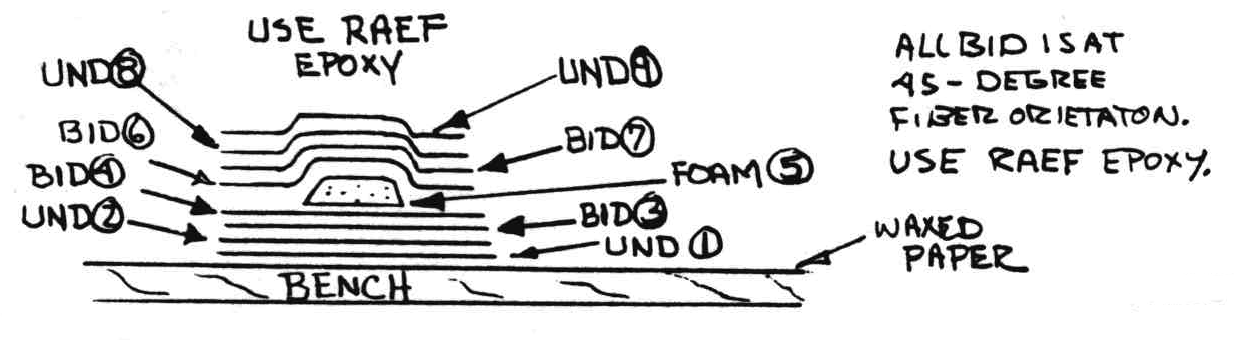 USE RAEF
EPOXY
UND⑧
UND⑨
BID⑥
BID⑦
BID④
FOAM⑤
UND②
BID③
UND①
BENCH
WAXED
PAPER
ALL BID IS AT
45-DEGREE
FIBER ORIETATON.
USE RAEF EPOXY.